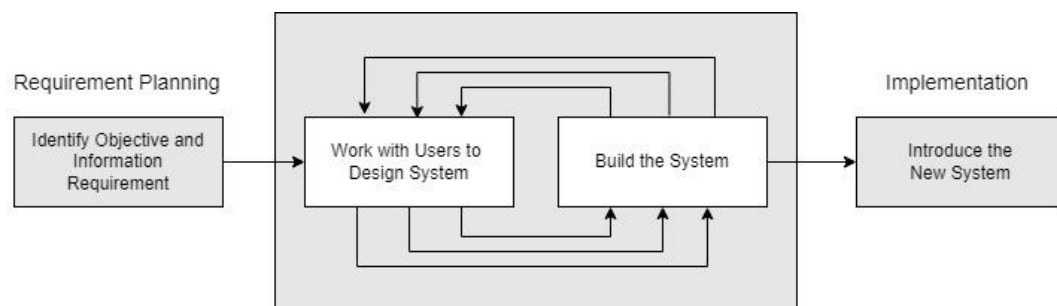 Requirement Planning
Identify Objective and
Information
Requirement
Work with Users to
Design System
Build the System
Implementation
Introduce the
New System